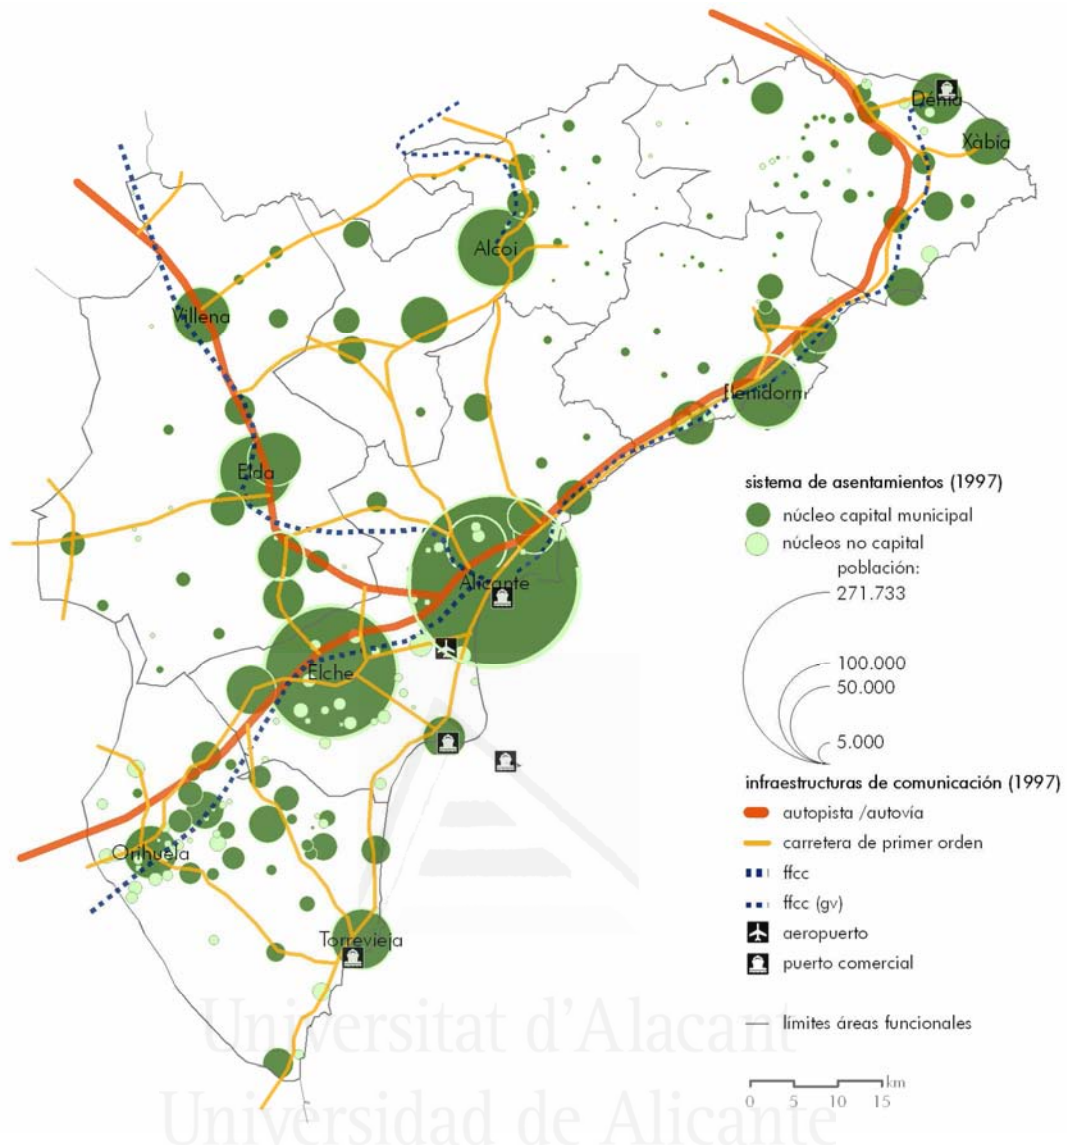 Dénia
Xàbia
Alcoi
Villena
Benidorm
Elda
Alicante
Elche
Orihuela
Torrevieja
sistema de asentamientos (1997)
núcleo capital municipal
núcleos no capital
población:
271.733
100.000
50.000
5.000
infraestructuras de comunicación (1997)
autopista /autovía
carretera de primer orden
ffcc
ffcc (gv)
aeropuerto
puerto comercial
límites áreas funcionales
km
0 5 10 15
Universitat d'Alacant
Universidad de Alicante